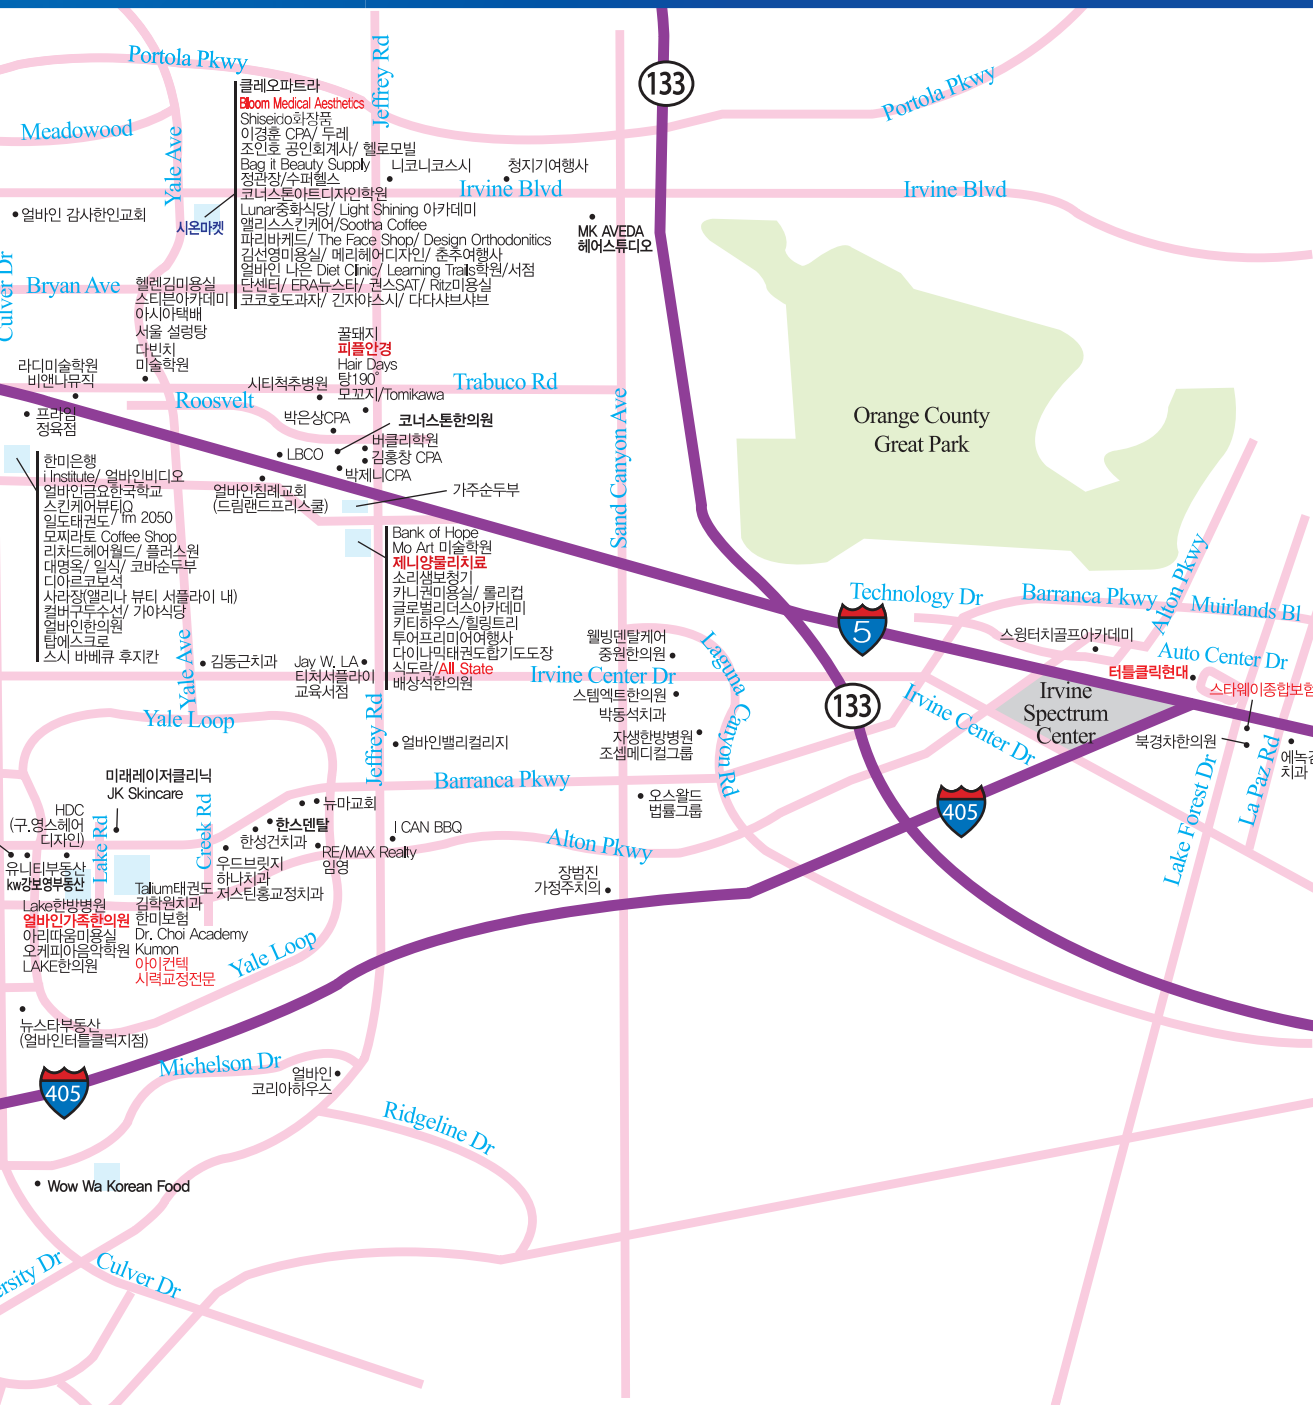 Portola Pkwy
Jeffrey Rd
133
Portola Pkwy
Meadowood
Yale Ave
클레오파트라
Bloom Medical Aesthetics
Shiseido화장품
이경훈 CPA/ 두레
조인호 공인회계사/ 헬로모빌
Bag it Beauty Supply
정관장/수퍼헬스
코너스톤아트디자인학원
Lunar중화식당/ Light Shining 아카데미
앨리스스킨케어/Sootha Coffee
파리바케드/ The Face Shop/ Design Orthodonitics
김선영미용실/ 메리헤어디자인/ 춘추여행사
얼바인 나은 Diet Clinic/ Learning Trails학원/서점
단센터/ ERA뉴스타/ 권스SAT/ Ritz미용실
코코호도과자/ 긴자야스시/ 다다샤브샤브
니코니코스시
청지기여행사
Irvine Blvd
Irvine Blvd
얼바인 감사한인교회
시온마켓
MK AVEDA
헤어스튜디오
Culver Dr
Bryan Ave
헬렌김미용실
스티븐아카데미
아시아택배
서울 설렁탕
다빈치
미술학원
꿀돼지
피플안경
Hair Days
탕190°
모꼬지/Tomikawa
라디미술학원
비앤나뮤직
시티척추병원
Trabuco Rd
Roosvelt
프라임
정육점
박은상CPA
코너스톤한의원
Sand Canyon Ave
Orange County
Great Park
버클리학원
김홍창 CPA
LBCO
박제니CPA
한미은행
i Institute/ 얼바인비디오
얼바인금요한국학교
스킨케어뷰티Q
일도태권도/ fm 2050
모찌라토 Coffee Shop
리차드헤어월드/ 플러스원
대명옥/ 일식/ 코바순두부
디아르코보석
사라장(앨리나 뷰티 서플라이 내)
컬버구두수선/ 가야식당
얼바인한의원
탑에스크로
스시 바베큐 후지칸
얼바인침례교회
(드림랜드프리스쿨)
가주순두부
Bank of Hope
Mo Art 미술학원
제니양물리치료
소리샘보청기
카니권미용실/ 롤리컵
글로벌리더스아카데미
키티하우스/힐링트리
투어프리미어여행사
다이나믹태권도합기도도장
식도락/All State
배상석한의원
Technology Dr
Barranca Pkwy
Alton Pkwy
Muirlands Bl
5
웰빙덴탈케어
중원한의원
Laguna Canyon Rd
스윙터치골프아카데미
Auto Center Dr
Yale Ave
김동근치과
Jay W. LA
티처서플라이
교육서점
Irvine Center Dr
스템엑트한의원
박동석치과
133
Irvine Center Dr
터틀클릭현대
스타웨이종합보험
Irvine
Spectrum
Center
Yale Loop
Jeffrey Rd
얼바인밸리컬리지
자생한방병원
조셉메디컬그룹
북경차한의원
La Paz Rd
에녹김
치과
미래레이저클리닉
JK Skincare
Barranca Pkwy
Lake Forest Dr
HDC
(구.영스헤어
디자인)
Lake Rd
Creek Rd
뉴마교회
한스덴탈
한성건치과
I CAN BBQ
오스왈드
법률그룹
405
Alton Pkwy
RE/MAX Realty
임영
유니티부동산
kw강보영부동산
우드브릿지
하나치과
저스틴홍교정치과
장범진
가정주치의
Talium태권도
김학원치과
한미보험
Dr. Choi Academy
Kumon
아이컨텍
시력교정전문
Lake한방병원
얼바인가족한의원
아리따움미용실
오케피아음악학원
LAKE한의원
Yale Loop
뉴스타부동산
(얼바인터틀클릭지점)
405
Michelson Dr
얼바인
코리아하우스
Ridgeline Dr
Wow Wa Korean Food
ersity Dr
Culver Dr